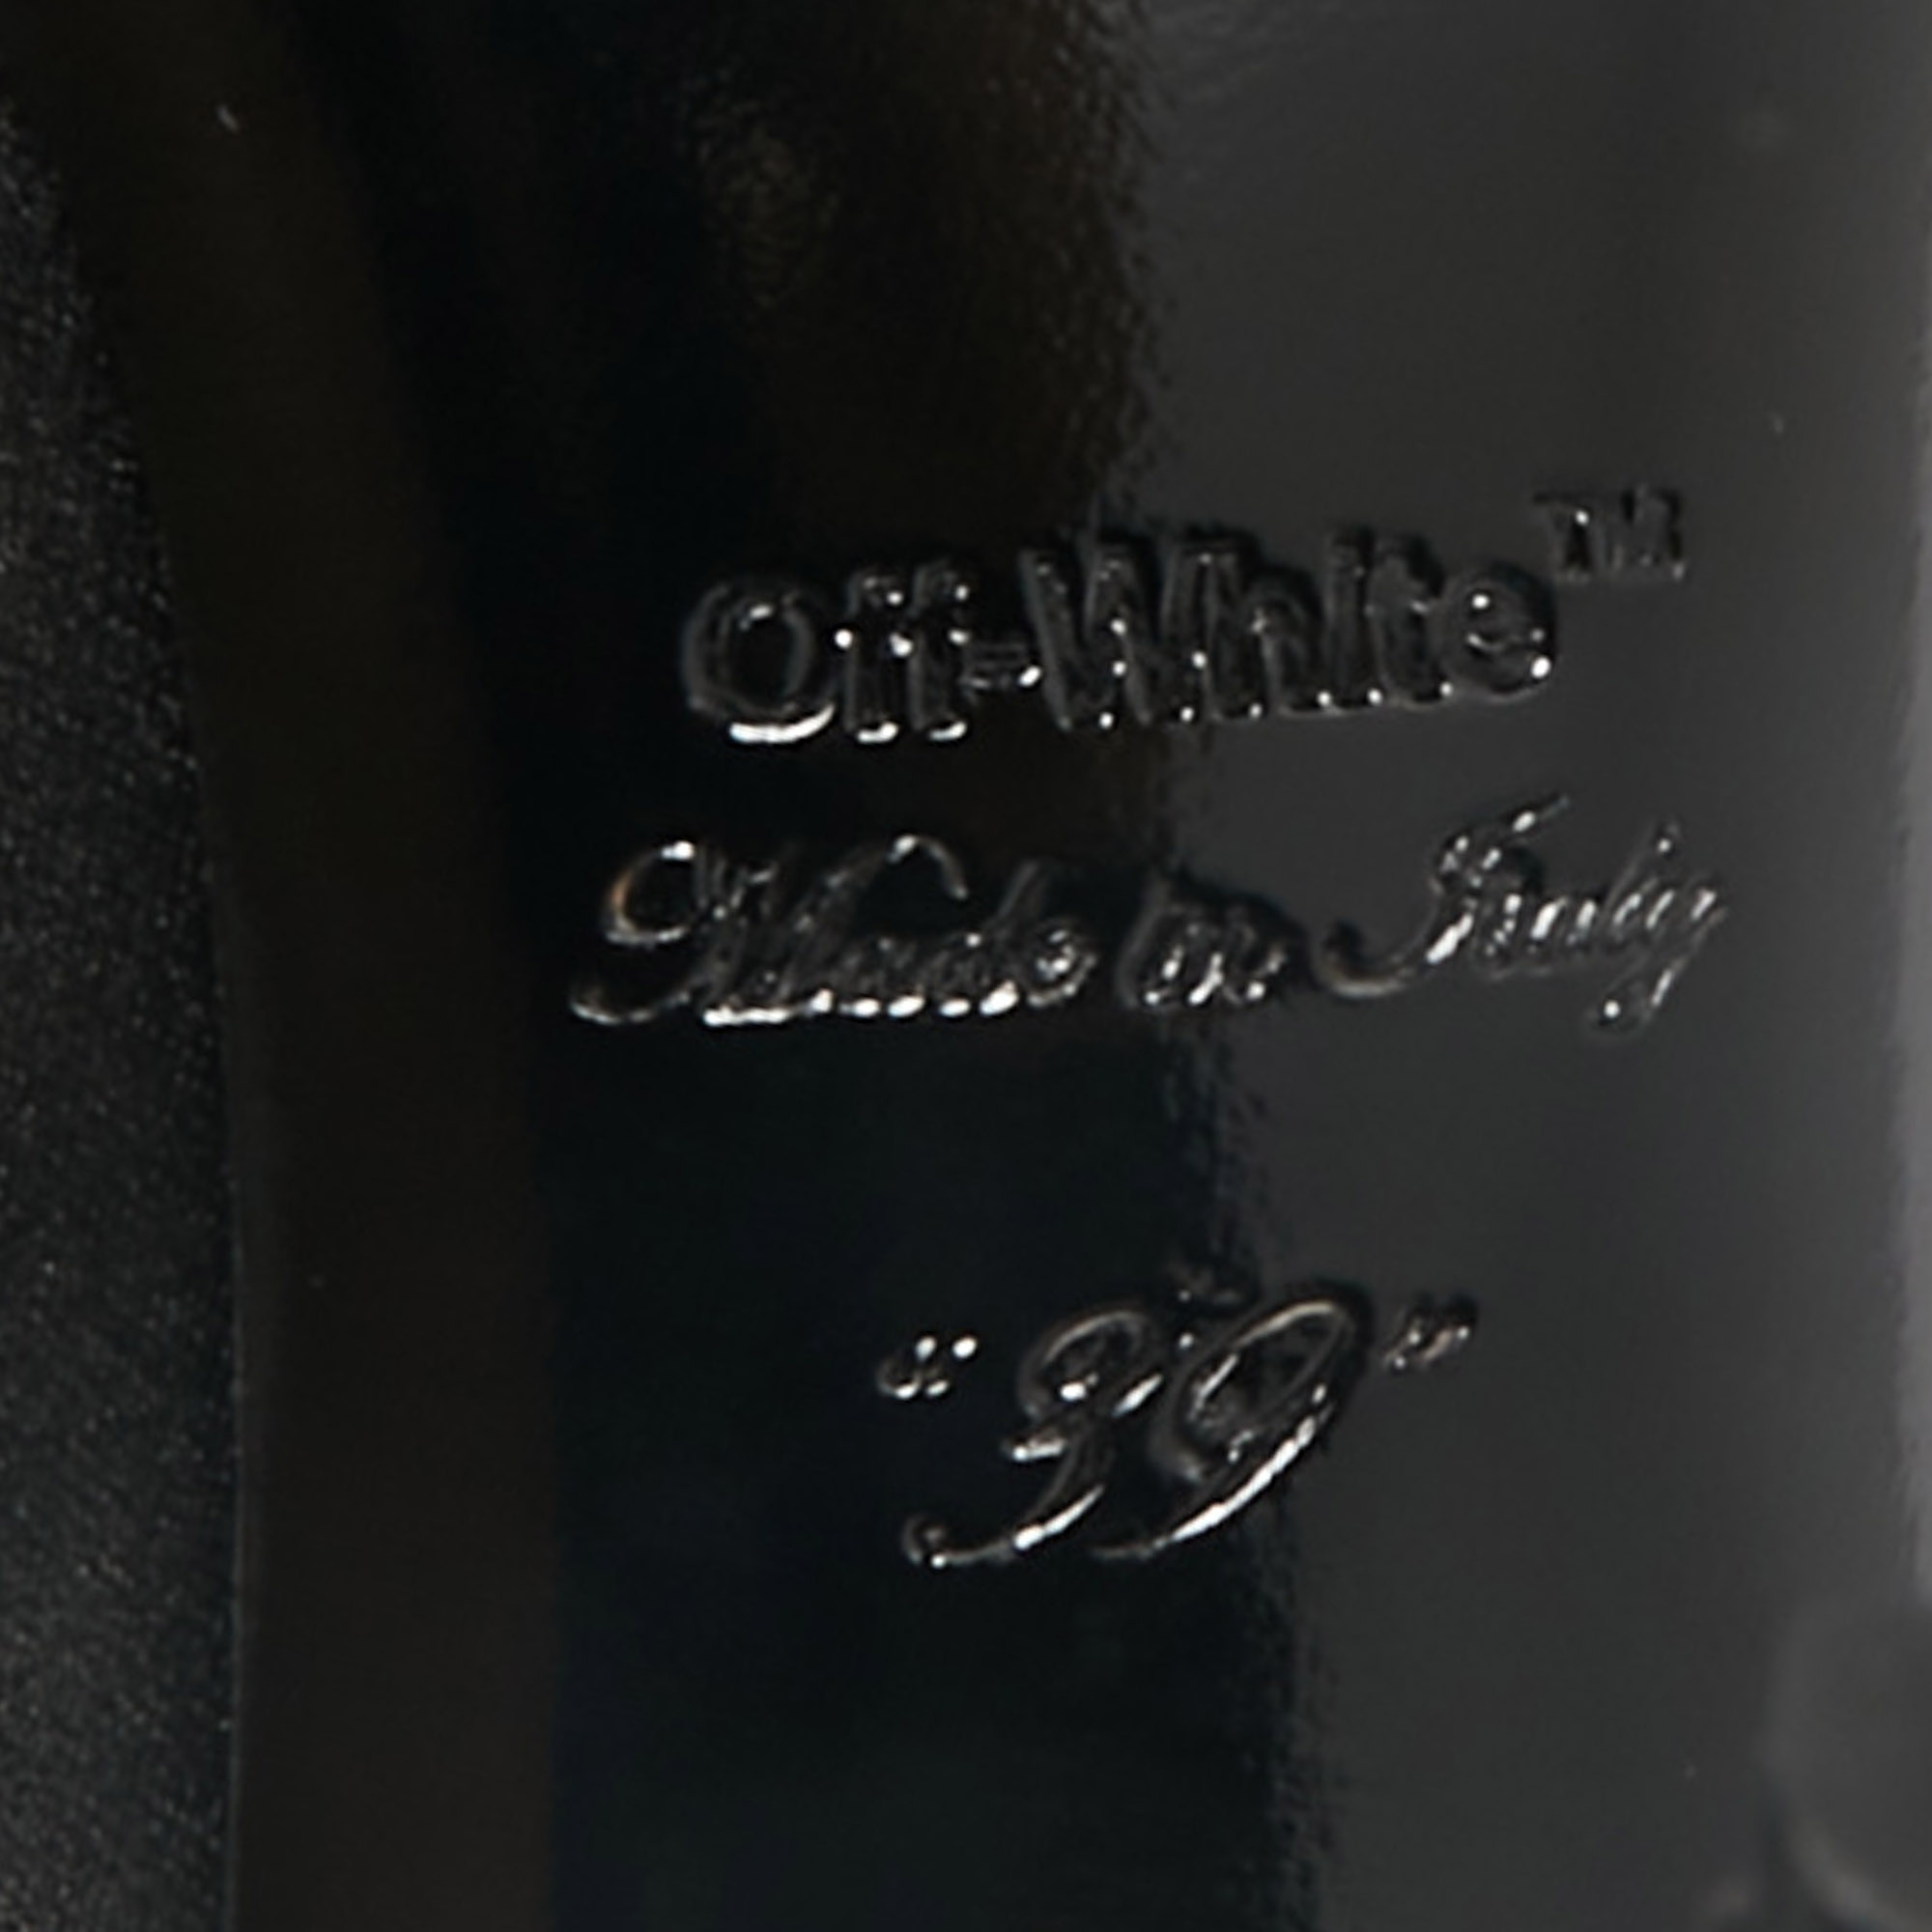 Off-White™
Made in Italy
“39”